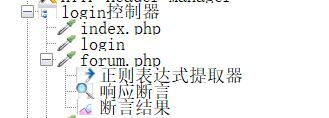 login控制器
index.php
login
forum.php
正则表达式提取器
响应断言
断言结果